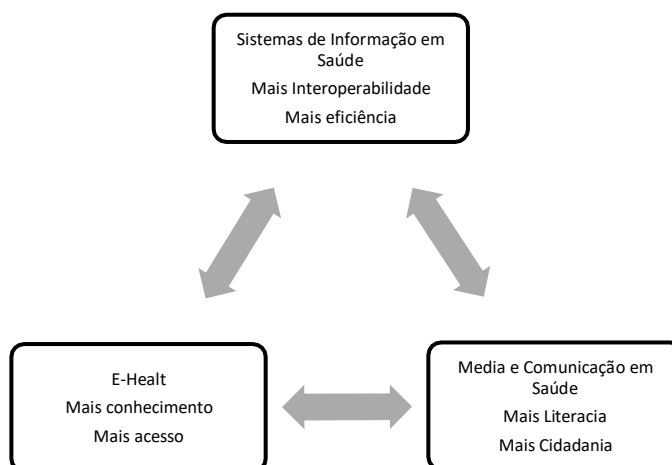 Sistemas de Informação em
Saúde
Mais Interoperabilidade
Mais eficiência
E-Healt
Mais conhecimento
Mais acesso
Media e Comunicação em
Saúde
Mais Literacia
Mais Cidadania